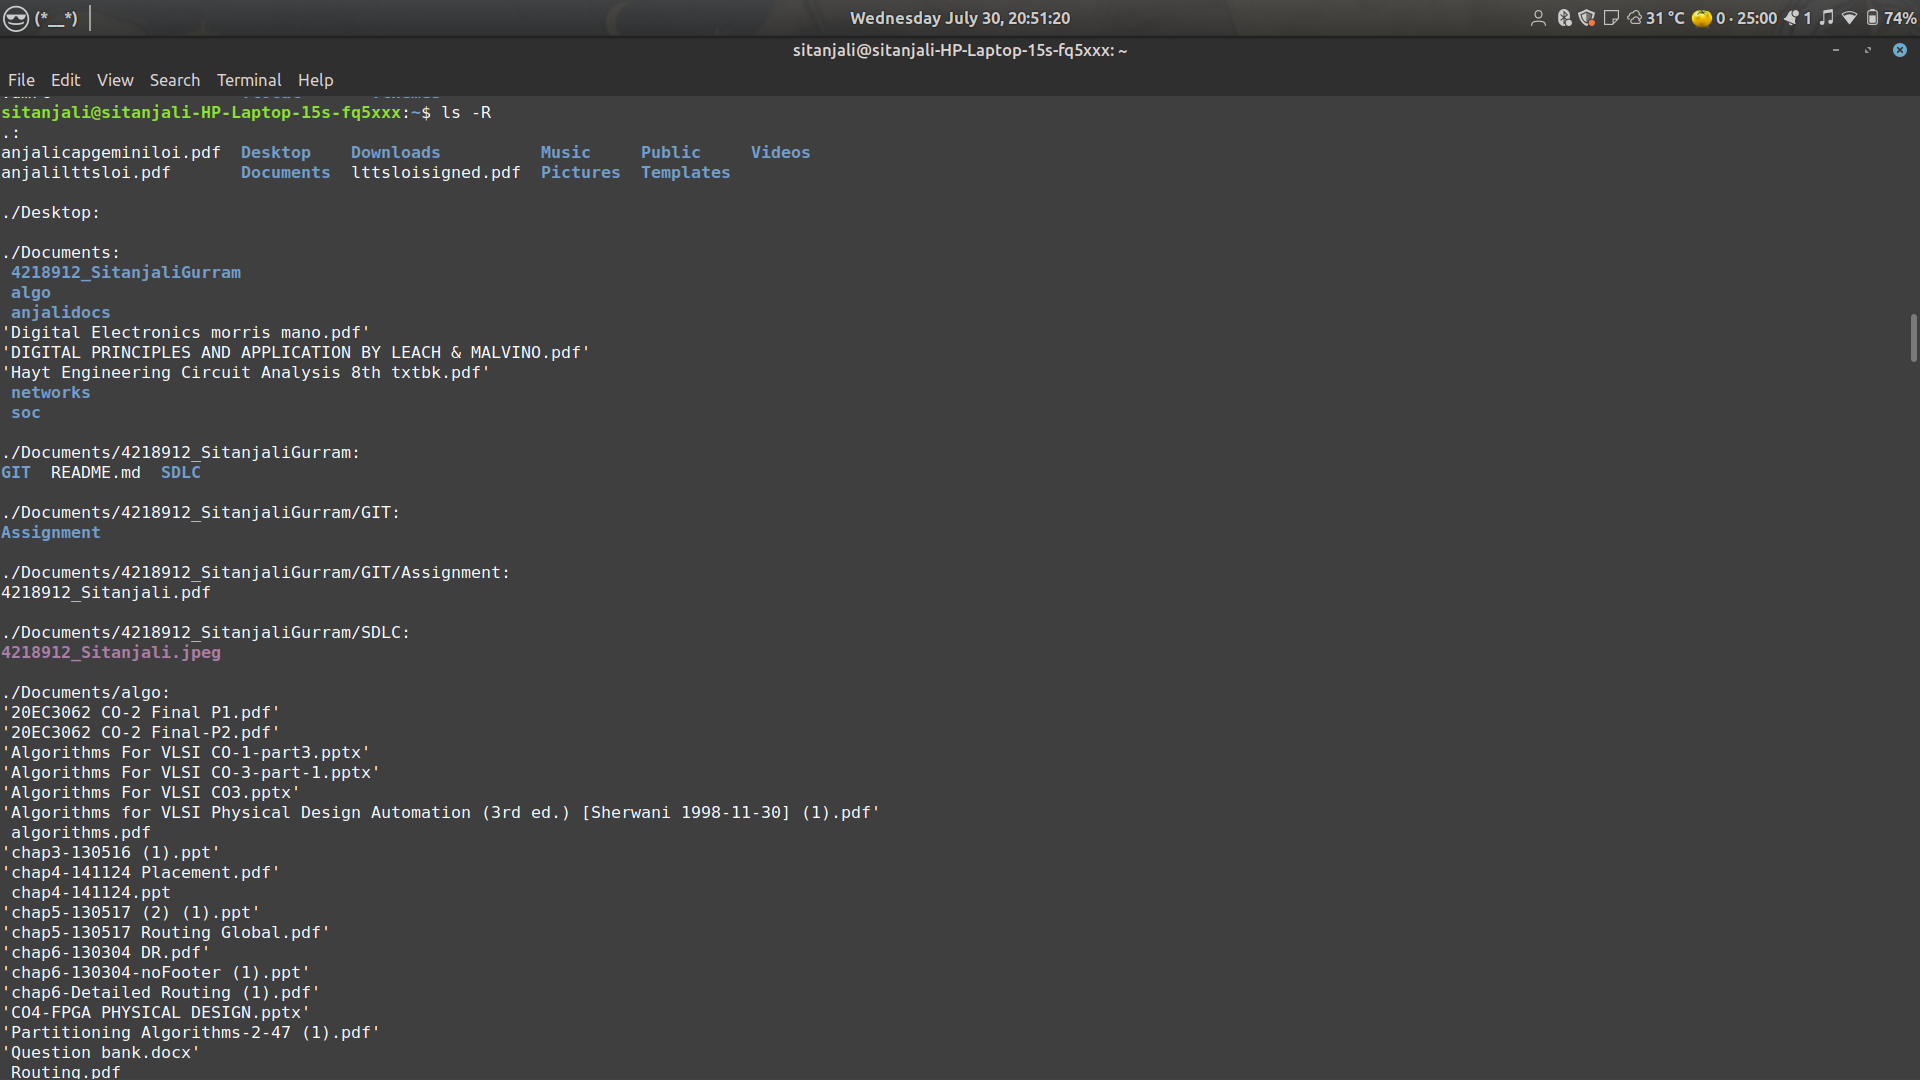 (*__*)
Wednesday July 30, 20:51:20
31 °C 0 · 25:00 1 74%
sitanjali@sitanjali-HP-Laptop-15s-fq5xxx: ~
File Edit View Search Terminal Help
sitanjali@sitanjali-HP-Laptop-15s-fq5xxx:~$ ls -R
.:
anjalicapgeminiloi.pdf  Desktop    Downloads          Music     Public     Videos
anjalilttsloi.pdf       Documents  lttsloisigned.pdf  Pictures  Templates
./Desktop:
./Documents:
 4218912_SitanjaliGurram
 algo
 anjalidocs
'Digital Electronics morris mano.pdf'
'DIGITAL PRINCIPLES AND APPLICATION BY LEACH & MALVINO.pdf'
'Hayt Engineering Circuit Analysis 8th txtbk.pdf'
 networks
 soc
./Documents/4218912_SitanjaliGurram:
GIT  README.md  SDLC
./Documents/4218912_SitanjaliGurram/GIT:
Assignment
./Documents/4218912_SitanjaliGurram/GIT/Assignment:
4218912_Sitanjali.pdf
./Documents/4218912_SitanjaliGurram/SDLC:
4218912_Sitanjali.jpeg
./Documents/algo:
'20EC3062 CO-2 Final P1.pdf'
'20EC3062 CO-2 Final-P2.pdf'
'Algorithms For VLSI CO-1-part3.pptx'
'Algorithms For VLSI CO-3-part-1.pptx'
'Algorithms For VLSI CO3.pptx'
'Algorithms for VLSI Physical Design Automation (3rd ed.) [Sherwani 1998-11-30] (1).pdf'
 algorithms.pdf
'chap3-130516 (1).ppt'
'chap4-141124 Placement.pdf'
 chap4-141124.ppt
'chap5-130517 (2) (1).ppt'
'chap5-130517 Routing Global.pdf'
'chap6-130304 DR.pdf'
'chap6-130304-noFooter (1).ppt'
'chap6-Detailed Routing (1).pdf'
'CO4-FPGA PHYSICAL DESIGN.pptx'
'Partitioning Algorithms-2-47 (1).pdf'
'Question bank.docx'
 Routing.pdf